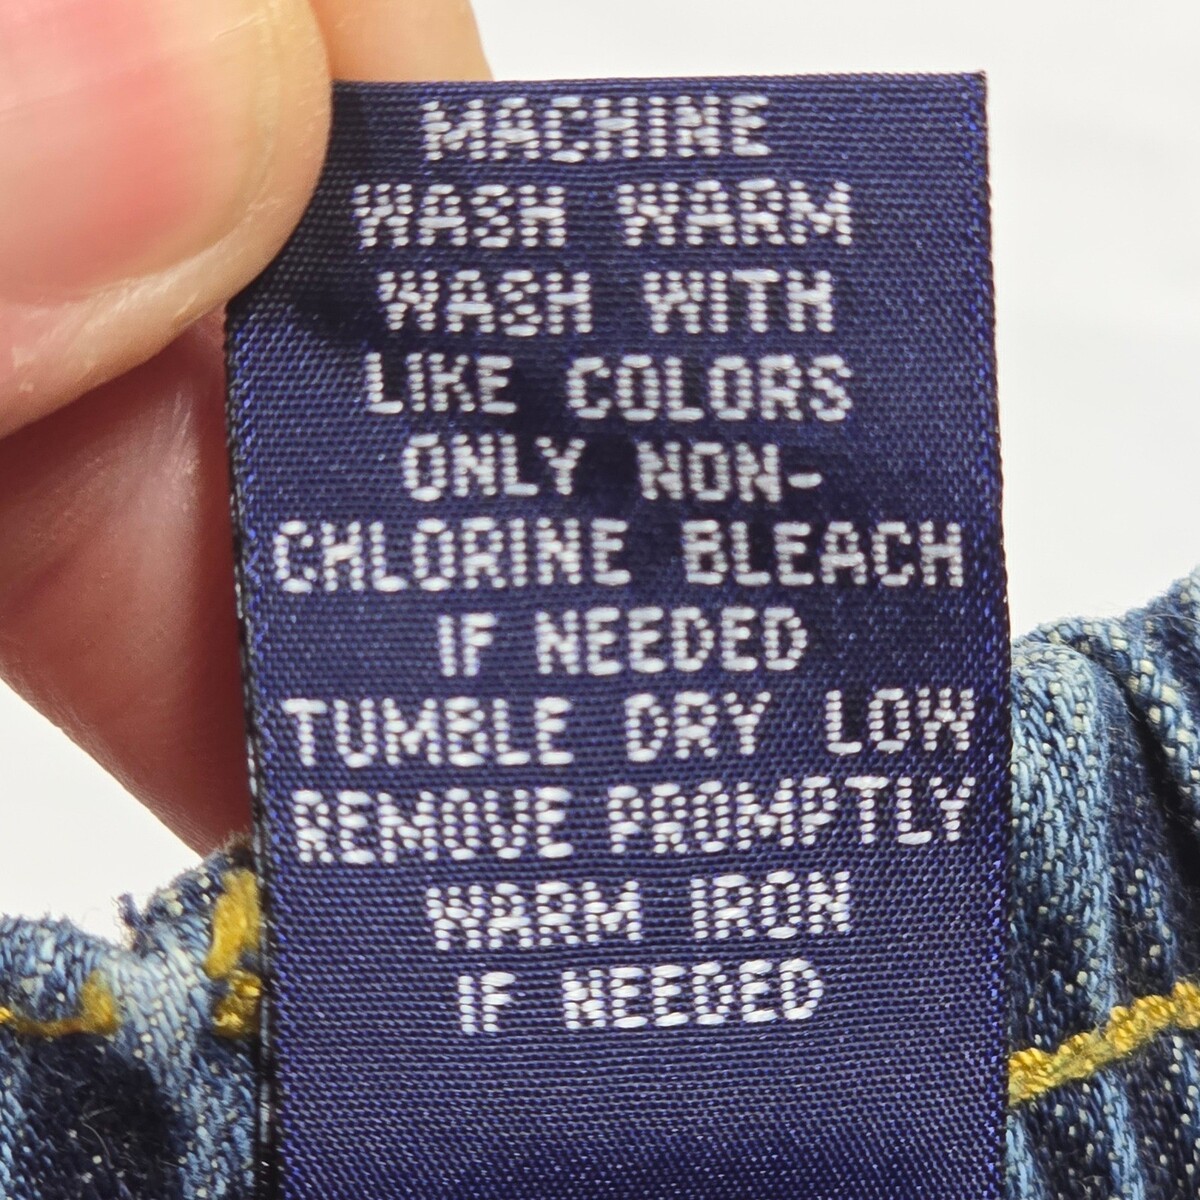 MACHINE
WASH WARM
WASH WITH
LIKE COLORS
ONLY NON-
CHLORINE BLEACH
IF NEEDED
TUMBLE DRY LOW
REMOVE PROMPTLY
WARM IRON
IF NEEDED